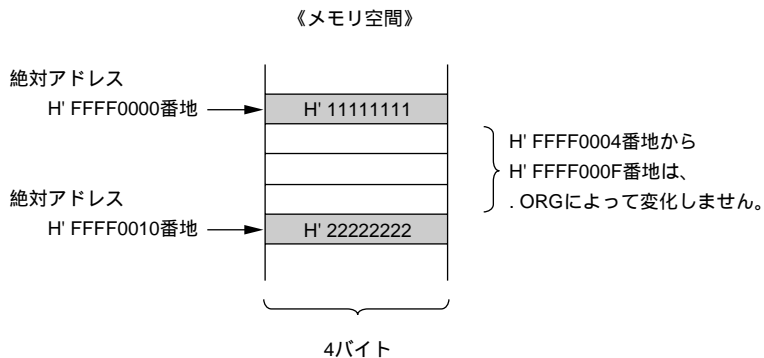 《メモリ空間》
絶対アドレス
H' FFFF0000番地
H' 11111111
H' FFFF0004番地から
H' FFFF000F番地は、
. ORGによって変化しません。
絶対アドレス
H' FFFF0010番地
H' 22222222
4バイト